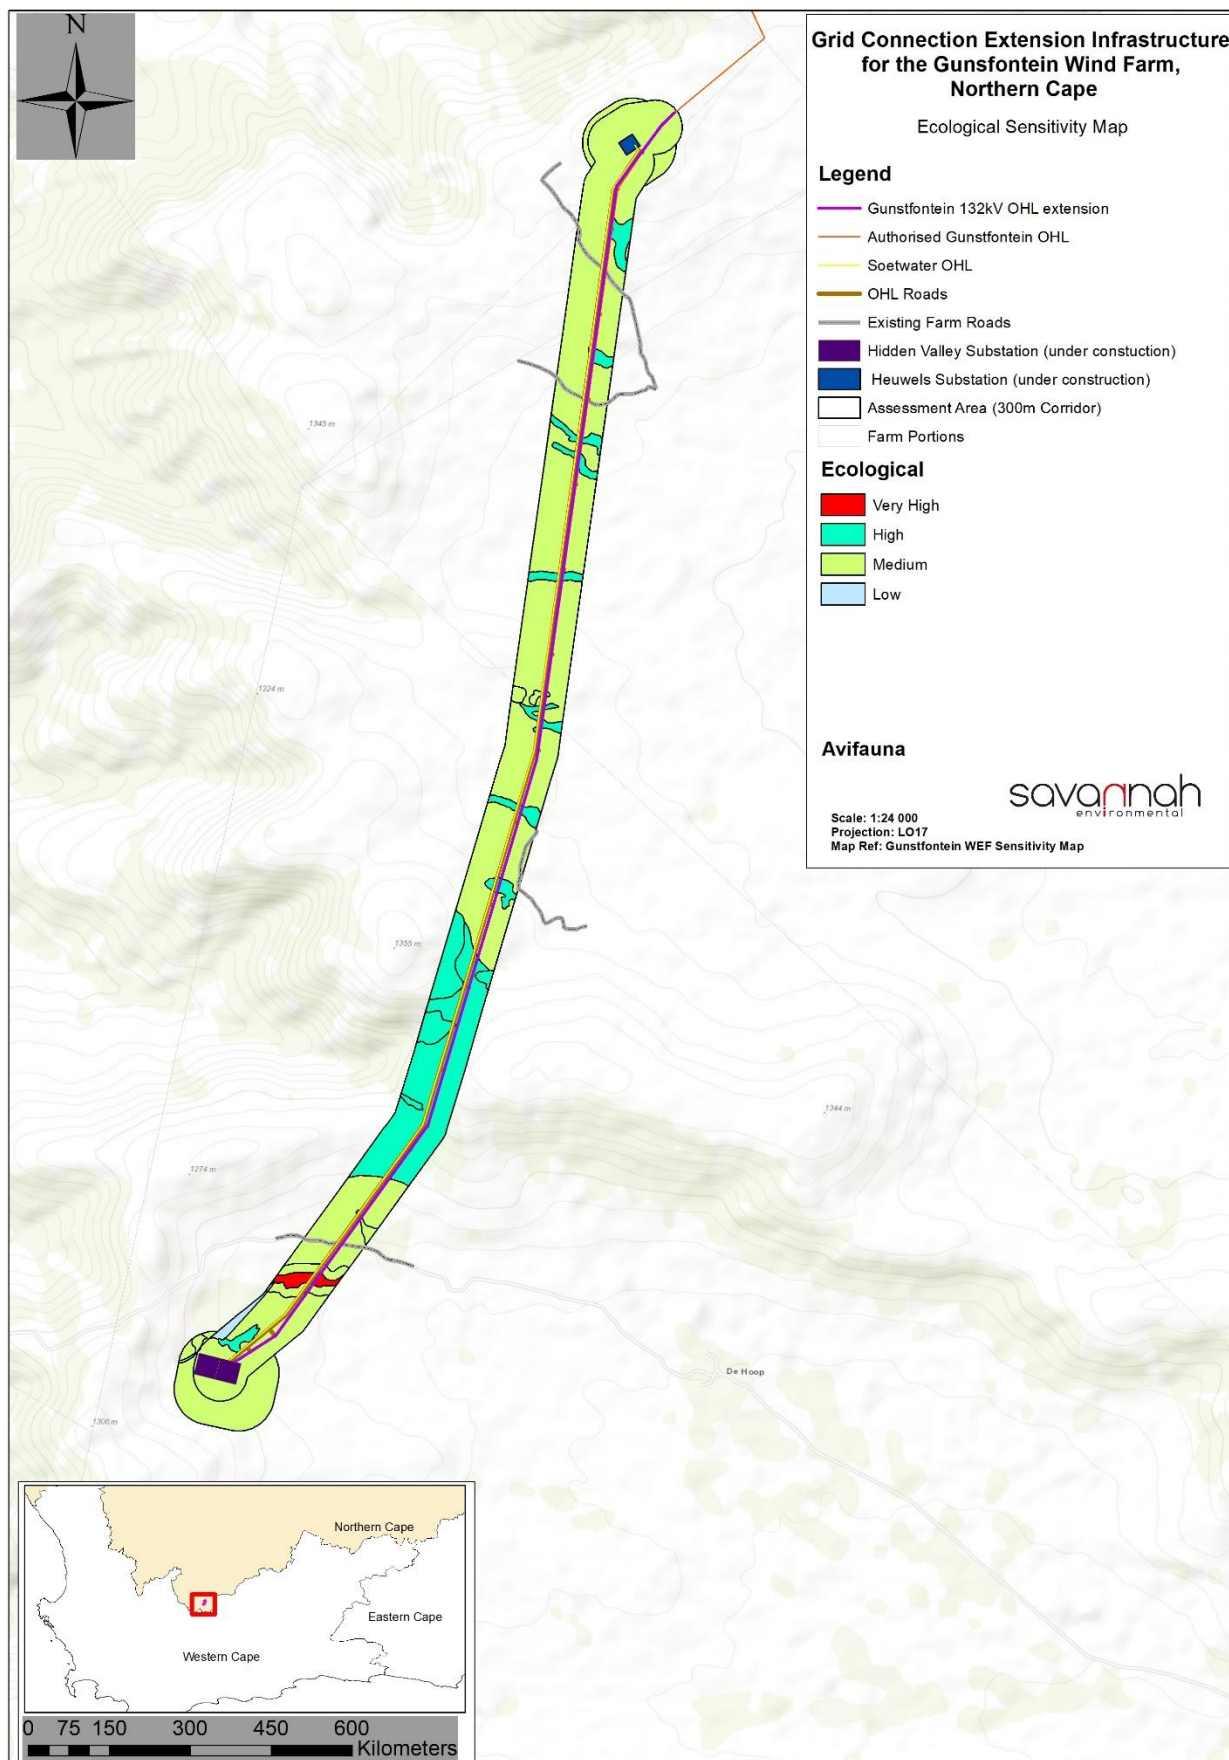 N
Grid Connection Extension Infrastructure
for the Gunsfontein Wind Farm,
Northern Cape
Ecological Sensitivity Map
Legend
Gunstfontein 132kV OHL extension
Authorised Gunstfontein OHL
Soetwater OHL
OHL Roads
Existing Farm Roads
Hidden Valley Substation (under constuction)
Heuwels Substation (under construction)
Assessment Area (300m Corridor)
Farm Portions
Ecological
Very High
High
Medium
Low
Avifauna
savannah
environmental
Scale: 1:24 000
Projection: LO17
Map Ref: Gunstfontein WEF Sensitivity Map
1345 m
1324 m
1355 m
1344 m
1274 m
De Hoop
1306 m
Northern Cape
Eastern Cape
Western Cape
0 75 150 300 450 600
Kilometers